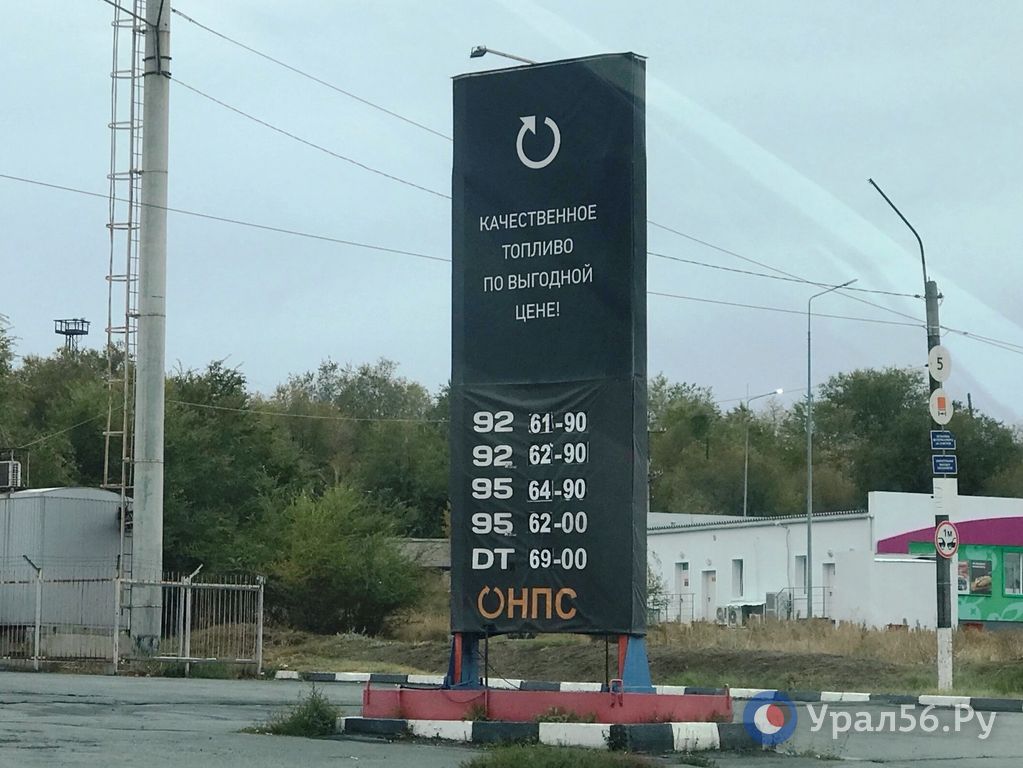 КАЧЕСТВЕННОЕ
ТОПЛИВО
ПО ВЫГОДНОЙ
ЦЕНЕ!
92 61-90
92 62-90
95 64-90
95 62-00
DT 69-00
ОНПС
5
1м
Урал56.Ру